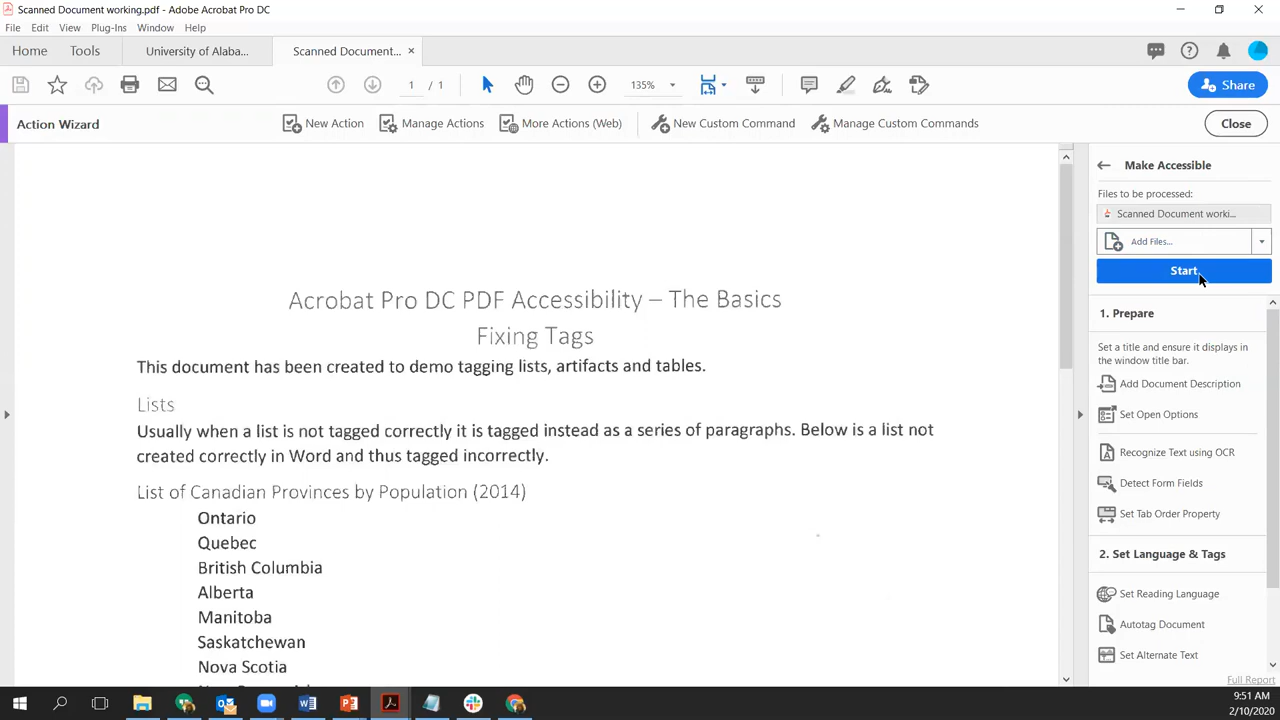 Scanned Document working.pdf - Adobe Acrobat Pro DC
File Edit View Plug-Ins Window Help
Home Tools University of Alaba... Scanned Document... ×
1 / 1 135% Share
Action Wizard New Action Manage Actions More Actions (Web) New Custom Command Manage Custom Commands Close
Acrobat Pro DC PDF Accessibility – The Basics
Fixing Tags
This document has been created to demo tagging lists, artifacts and tables.
Lists
Usually when a list is not tagged correctly it is tagged instead as a series of paragraphs. Below is a list not
created correctly in Word and thus tagged incorrectly.
List of Canadian Provinces by Population (2014)
Ontario
Quebec
British Columbia
Alberta
Manitoba
Saskatchewan
Nova Scotia
Make Accessible
Files to be processed:
Scanned Document worki...
Add Files...
Start
1. Prepare
Set a title and ensure it displays in
the window title bar.
Add Document Description
Set Open Options
Recognize Text using OCR
Detect Form Fields
Set Tab Order Property
2. Set Language & Tags
Set Reading Language
Autotag Document
Set Alternate Text
Full Report
9:51 AM
2/10/2020